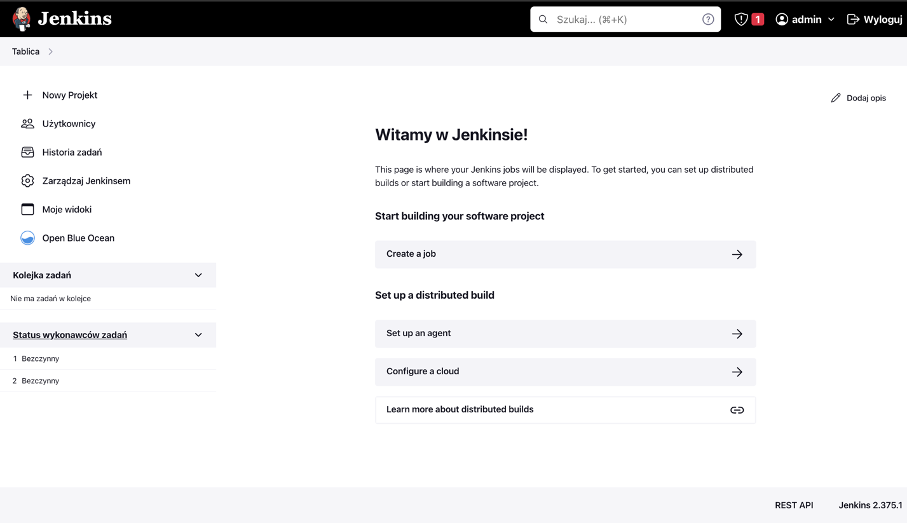 Jenkins
Szukaj... (⌘+K)
1
admin
Wyloguj
Tablica
Nowy Projekt
Użytkownicy
Historia zadań
Zarządzaj Jenkinsem
Moje widoki
Open Blue Ocean
Kolejka zadań
Nie ma zadań w kolejce
Status wykonawców zadań
1 Bezczynny
2 Bezczynny
Dodaj opis
Witamy w Jenkinsie!
This page is where your Jenkins jobs will be displayed. To get started, you can set up distributed
builds or start building a software project.
Start building your software project
Create a job
Set up a distributed build
Set up an agent
Configure a cloud
Learn more about distributed builds
REST API
Jenkins 2.375.1